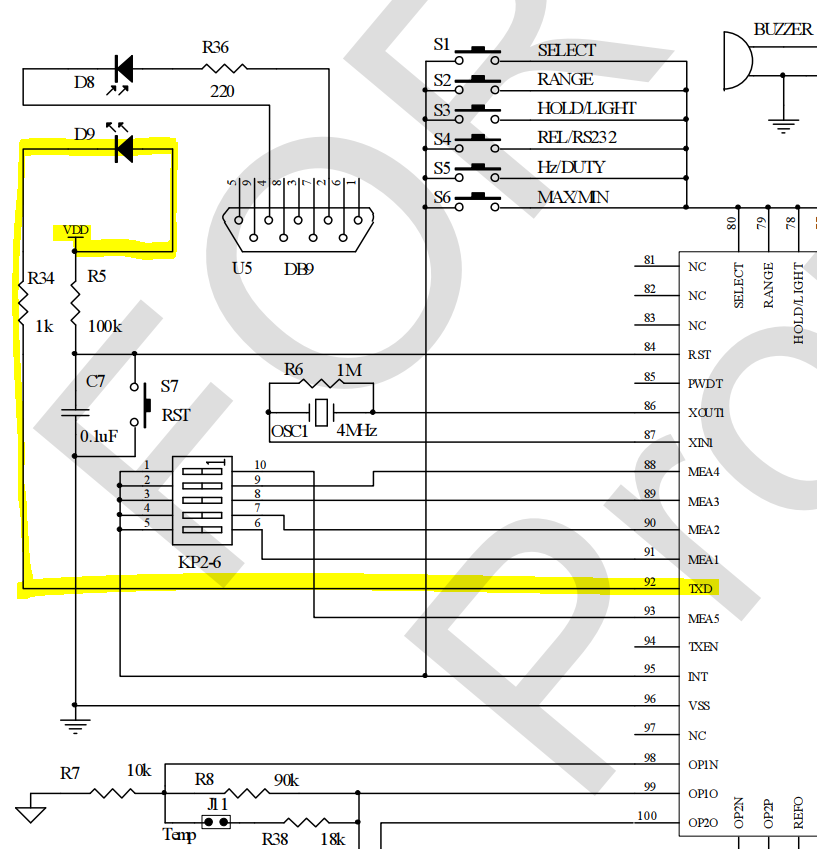 BUZZER
S1
SELECT
R36
220
D8
S2
RANGE
S3
HOLD/LIGHT
D9
S4
REL/RS232
S5
Hz/DUTY
S6
MAX/MIN
5 9 4 8 3 7 2 6 1
U5
DB9
VDD
R34
1k
R5
100k
80
79
78
SELECT
RANGE
HOLD/LIGHT
81
NC
82
NC
83
NC
84
RST
85
PWDT
86
XOUT1
87
XIN1
88
MEA4
89
MEA3
90
MEA2
91
MEA1
92
TXD
93
MEA5
94
TXEN
95
INT
96
VSS
97
NC
98
OP1N
99
OP1O
100
OP2O
C7
0.1uF
S7
RST
R6
1M
OSC1
4MHz
1
10
1
2
9
3
8
4
7
5
6
KP2-6
R7
10k
R8
90k
J11
Temp
R38
18k
OP2N
OP2P
REFO
For
Pro